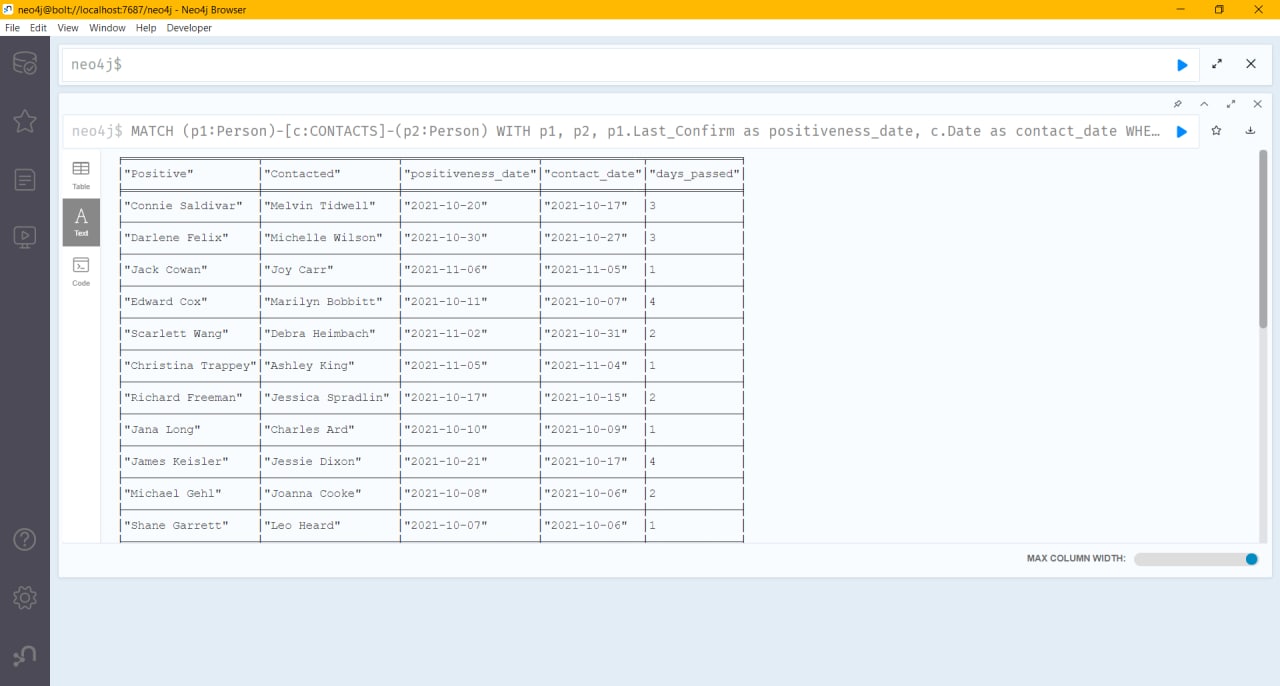 neo4j@bolt://localhost:7687/neo4j - Neo4j Browser
File Edit View Window Help Developer
neo4j$
neo4j$ MATCH (p1:Person)-[c:CONTACTS]-(p2:Person) WITH p1, p2, p1.Last_Confirm as positiveness_date, c.Date as contact_date WHE…
Table
A
Text
Code
"Positive" "Contacted" "positiveness_date" "contact_date" "days_passed"
"Connie Saldivar" "Melvin Tidwell" "2021-10-20" "2021-10-17" 3
"Darlene Felix" "Michelle Wilson" "2021-10-30" "2021-10-27" 3
"Jack Cowan" "Joy Carr" "2021-11-06" "2021-11-05" 1
"Edward Cox" "Marilyn Bobbitt" "2021-10-11" "2021-10-07" 4
"Scarlett Wang" "Debra Heimbach" "2021-11-02" "2021-10-31" 2
"Christina Trappey" "Ashley King" "2021-11-05" "2021-11-04" 1
"Richard Freeman" "Jessica Spradlin" "2021-10-17" "2021-10-15" 2
"Jana Long" "Charles Ard" "2021-10-10" "2021-10-09" 1
"James Keisler" "Jessie Dixon" "2021-10-21" "2021-10-17" 4
"Michael Gehl" "Joanna Cooke" "2021-10-08" "2021-10-06" 2
"Shane Garrett" "Leo Heard" "2021-10-07" "2021-10-06" 1
MAX COLUMN WIDTH: